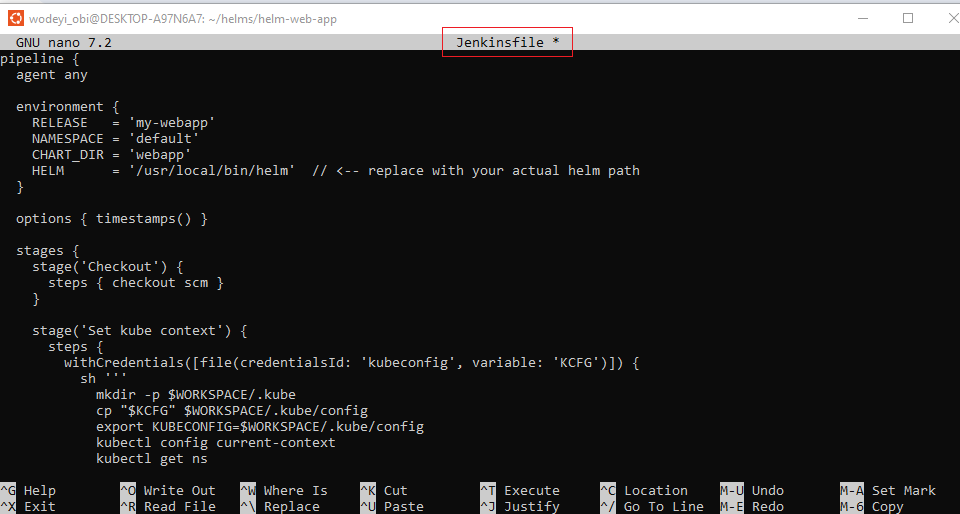 wodeyi_obi@DESKTOP-A97N6A7: ~/helms/helm-web-app
GNU nano 7.2 Jenkinsfile *
pipeline {
  agent any

  environment {
    RELEASE   = 'my-webapp'
    NAMESPACE = 'default'
    CHART_DIR = 'webapp'
    HELM      = '/usr/local/bin/helm'  // <-- replace with your actual helm path
  }

  options { timestamps() }

  stages {
    stage('Checkout') {
      steps { checkout scm }
    }

    stage('Set kube context') {
      steps {
        withCredentials([file(credentialsId: 'kubeconfig', variable: 'KCFG')]) {
          sh '''
            mkdir -p $WORKSPACE/.kube
            cp "$KCFG" $WORKSPACE/.kube/config
            export KUBECONFIG=$WORKSPACE/.kube/config
            kubectl config current-context
            kubectl get ns
^G Help ^O Write Out ^W Where Is ^K Cut ^T Execute ^C Location M-U Undo M-A Set Mark
^X Exit ^R Read File ^\ Replace ^U Paste ^J Justify ^/ Go To Line M-E Redo M-6 Copy